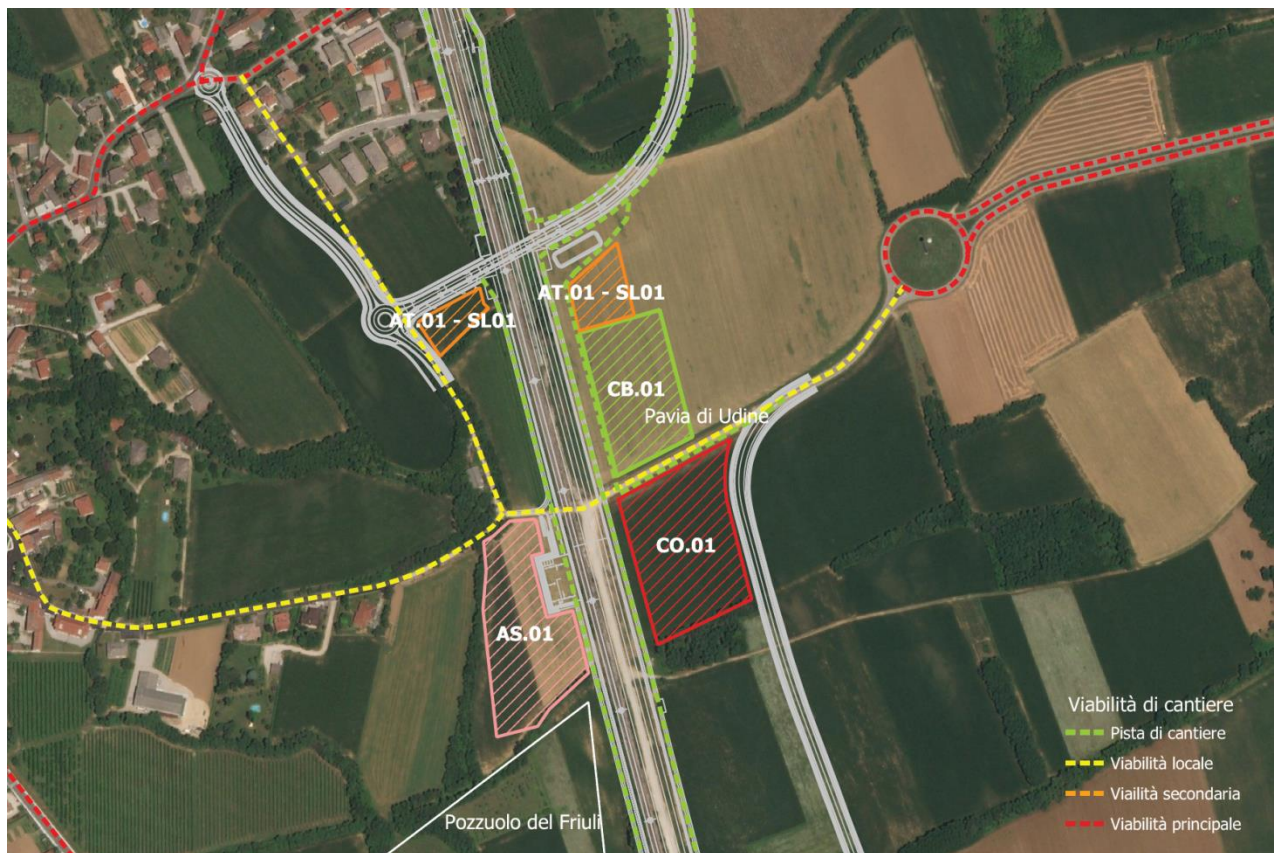 AT.01 - SL01
AT.01 - SL01
CB.01
Pavia di Udine
CO.01
AS.01
Pozzuolo del Friuli
Viabilità di cantiere
Pista di cantiere
Viabilità locale
Viailità secondaria
Viabilità principale